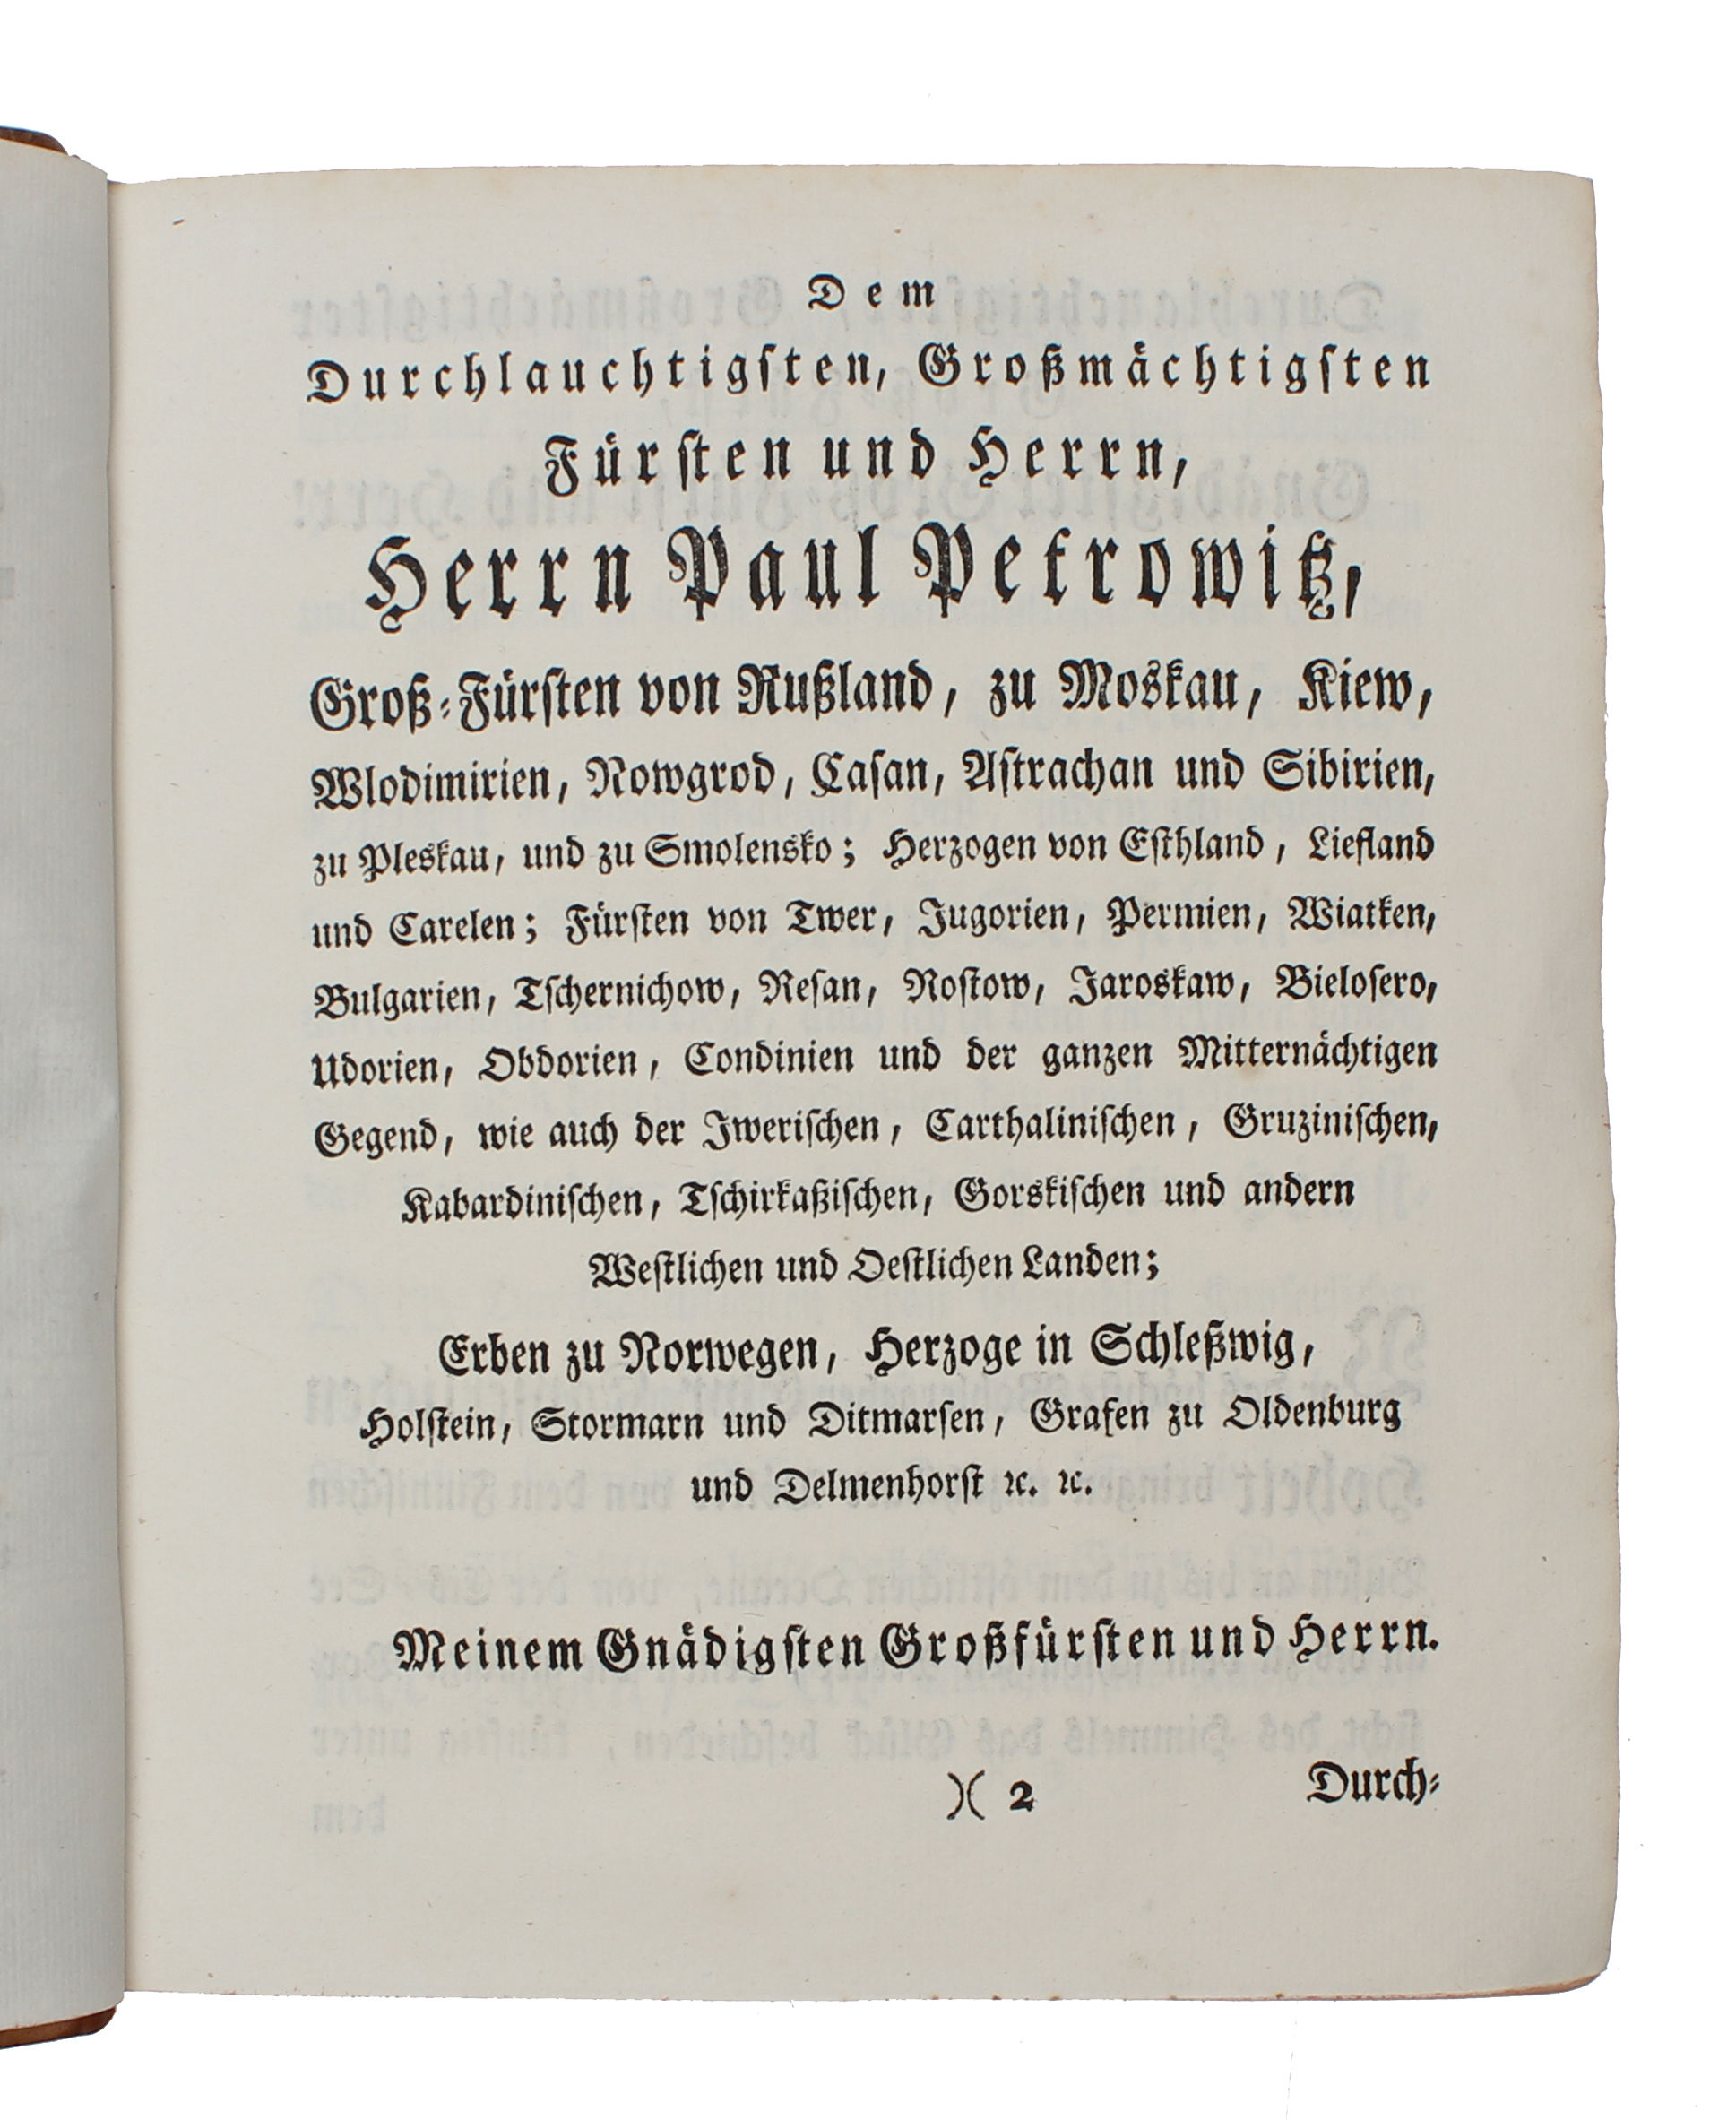 Dem
Durchlauchtigſten, Großmächtigſten
Fürſten und Herrn,
Herrn Paul Petrowitz,
Groß⸗Fürſten von Rußland, zu Moskau, Kiew,
Wlodimirien, Nowgrod, Caſan, Aſtrachan und Sibirien,
zu Pleskau, und zu Smolensko; Herzogen von Eſthland, Liefland
und Carelen; Fürſten von Twer, Jugorien, Permien, Wiatken,
Bulgarien, Tſchernichow, Reſan, Roſtow, Jaroskaw, Bieloſero,
Udorien, Obdorien, Condinien und der ganzen Mitternächtigen
Gegend, wie auch der Jweriſchen, Carthaliniſchen, Gruziniſchen,
Kabardiniſchen, Tſchirkaßiſchen, Gorskiſchen und andern
Weſtlichen und Oeſtlichen Landen;
Erben zu Norwegen, Herzoge in Schleßwig,
Holſtein, Stormarn und Ditmarſen, Grafen zu Oldenburg
und Delmenhorſt ꝛc. ꝛc.
Meinem Gnädigſten Großfürſten und Herrn.
)( 2
Durch⸗